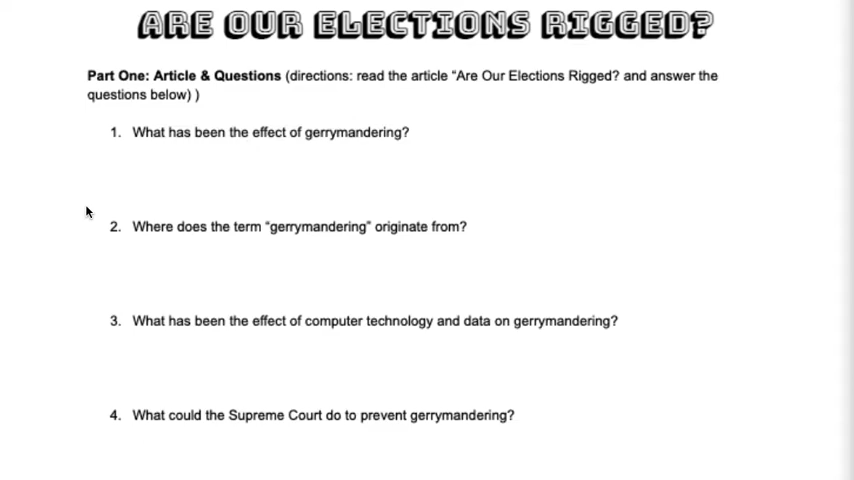 ARE OUR ELECTIONS RIGGED?
Part One: Article & Questions (directions: read the article “Are Our Elections Rigged? and answer the
questions below) )
1. What has been the effect of gerrymandering?
2. Where does the term “gerrymandering” originate from?
3. What has been the effect of computer technology and data on gerrymandering?
4. What could the Supreme Court do to prevent gerrymandering?